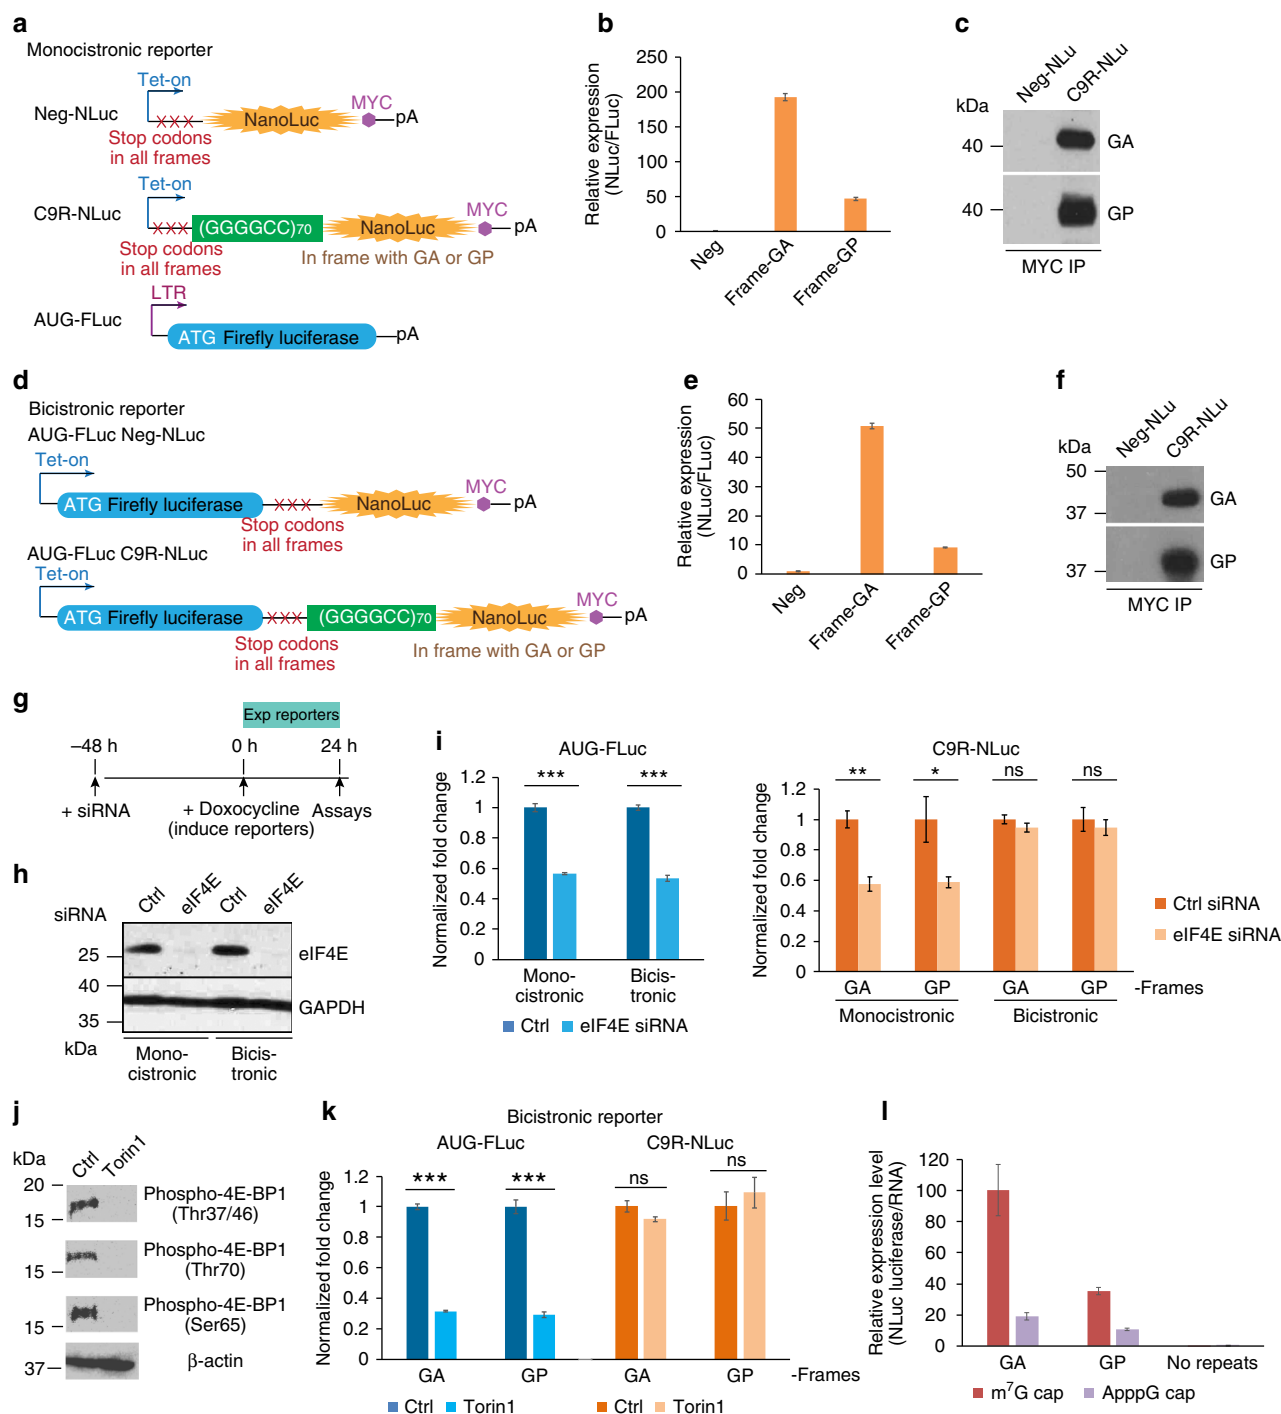 a
Monocistronic reporter
Tet-on
Neg-NLuc
NanoLuc
MYC
pA
Stop codons
in all frames
Tet-on
C9R-NLuc
(GGGGCC)70
NanoLuc
MYC
pA
Stop codons
in all frames
In frame with GA or GP
LTR
AUG-FLuc
ATG Firefly luciferase
pA
b
Relative expression
(NLuc/FLuc)
250
200
150
100
50
0
Neg
Frame-GA
Frame-GP
c
Neg-NLu
C9R-NLu
kDa
40
GA
40
GP
MYC IP
d
Bicistronic reporter
AUG-FLuc Neg-NLuc
Tet-on
ATG Firefly luciferase
NanoLuc
MYC
pA
Stop codons
in all frames
AUG-FLuc C9R-NLuc
Tet-on
ATG Firefly luciferase
(GGGGCC)70
NanoLuc
MYC
pA
Stop codons
in all frames
In frame with GA or GP
e
Relative expression
(NLuc/FLuc)
60
50
40
30
20
10
0
Neg
Frame-GA
Frame-GP
f
Neg-NLu
C9R-NLu
kDa
50
37
GA
37
GP
MYC IP
g
Exp reporters
–48 h
0 h
24 h
+ siRNA
+ Doxocycline
(induce reporters)
Assays
h
siRNA
Ctrl
eIF4E
Ctrl
eIF4E
25
eIF4E
40
35
GAPDH
kDa
Mono-
cistronic
Bicis-
tronic
i
AUG-FLuc
Normalized fold change
1.2
1
0.8
0.6
0.4
0.2
0
***
***
Mono-
cistronic
Bicis-
tronic
Ctrl
eIF4E siRNA
C9R-NLuc
Normalized fold change
1.2
1
0.8
0.6
0.4
0.2
0
**
*
ns
ns
GA
GP
GA
GP
-Frames
Monocistronic
Bicistronic
Ctrl siRNA
eIF4E siRNA
j
kDa
Ctrl
Torin1
20
15
Phospho-4E-BP1
(Thr37/46)
15
Phospho-4E-BP1
(Thr70)
15
Phospho-4E-BP1
(Ser65)
37
β-actin
k
Bicistronic reporter
AUG-FLuc
C9R-NLuc
Normalized fold change
1.2
1
0.8
0.6
0.4
0.2
0
***
***
ns
ns
GA
GP
GA
GP
-Frames
Ctrl
Torin1
Ctrl
Torin1
l
Relative expression level
(NLuc luciferase/RNA)
120
100
80
60
40
20
0
GA
GP
No repeats
m⁷G cap
ApppG cap